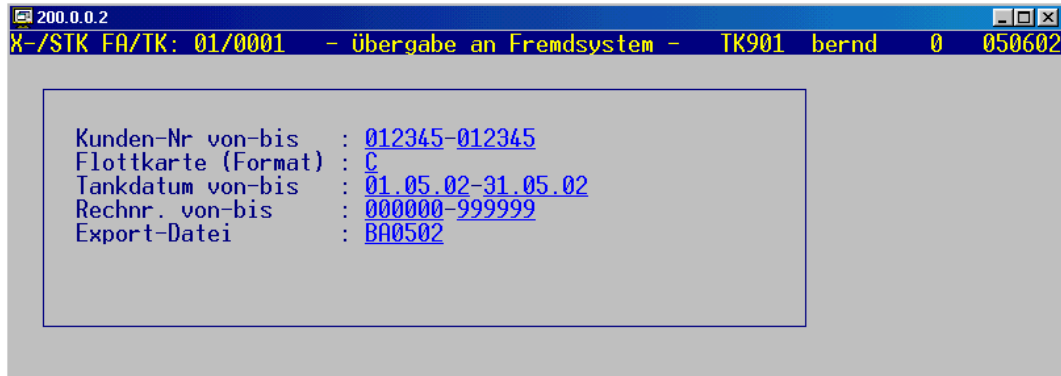 200.0.0.2
X-/STK FA/TK: 01/0001 - Übergabe an Fremdsystem - TK901 bernd 0 050602
Kunden-Nr von-bis : 012345-012345
Flottkarte (Format) : C
Tankdatum von-bis : 01.05.02-31.05.02
Rechnr. von-bis : 000000-999999
Export-Datei : BA0502